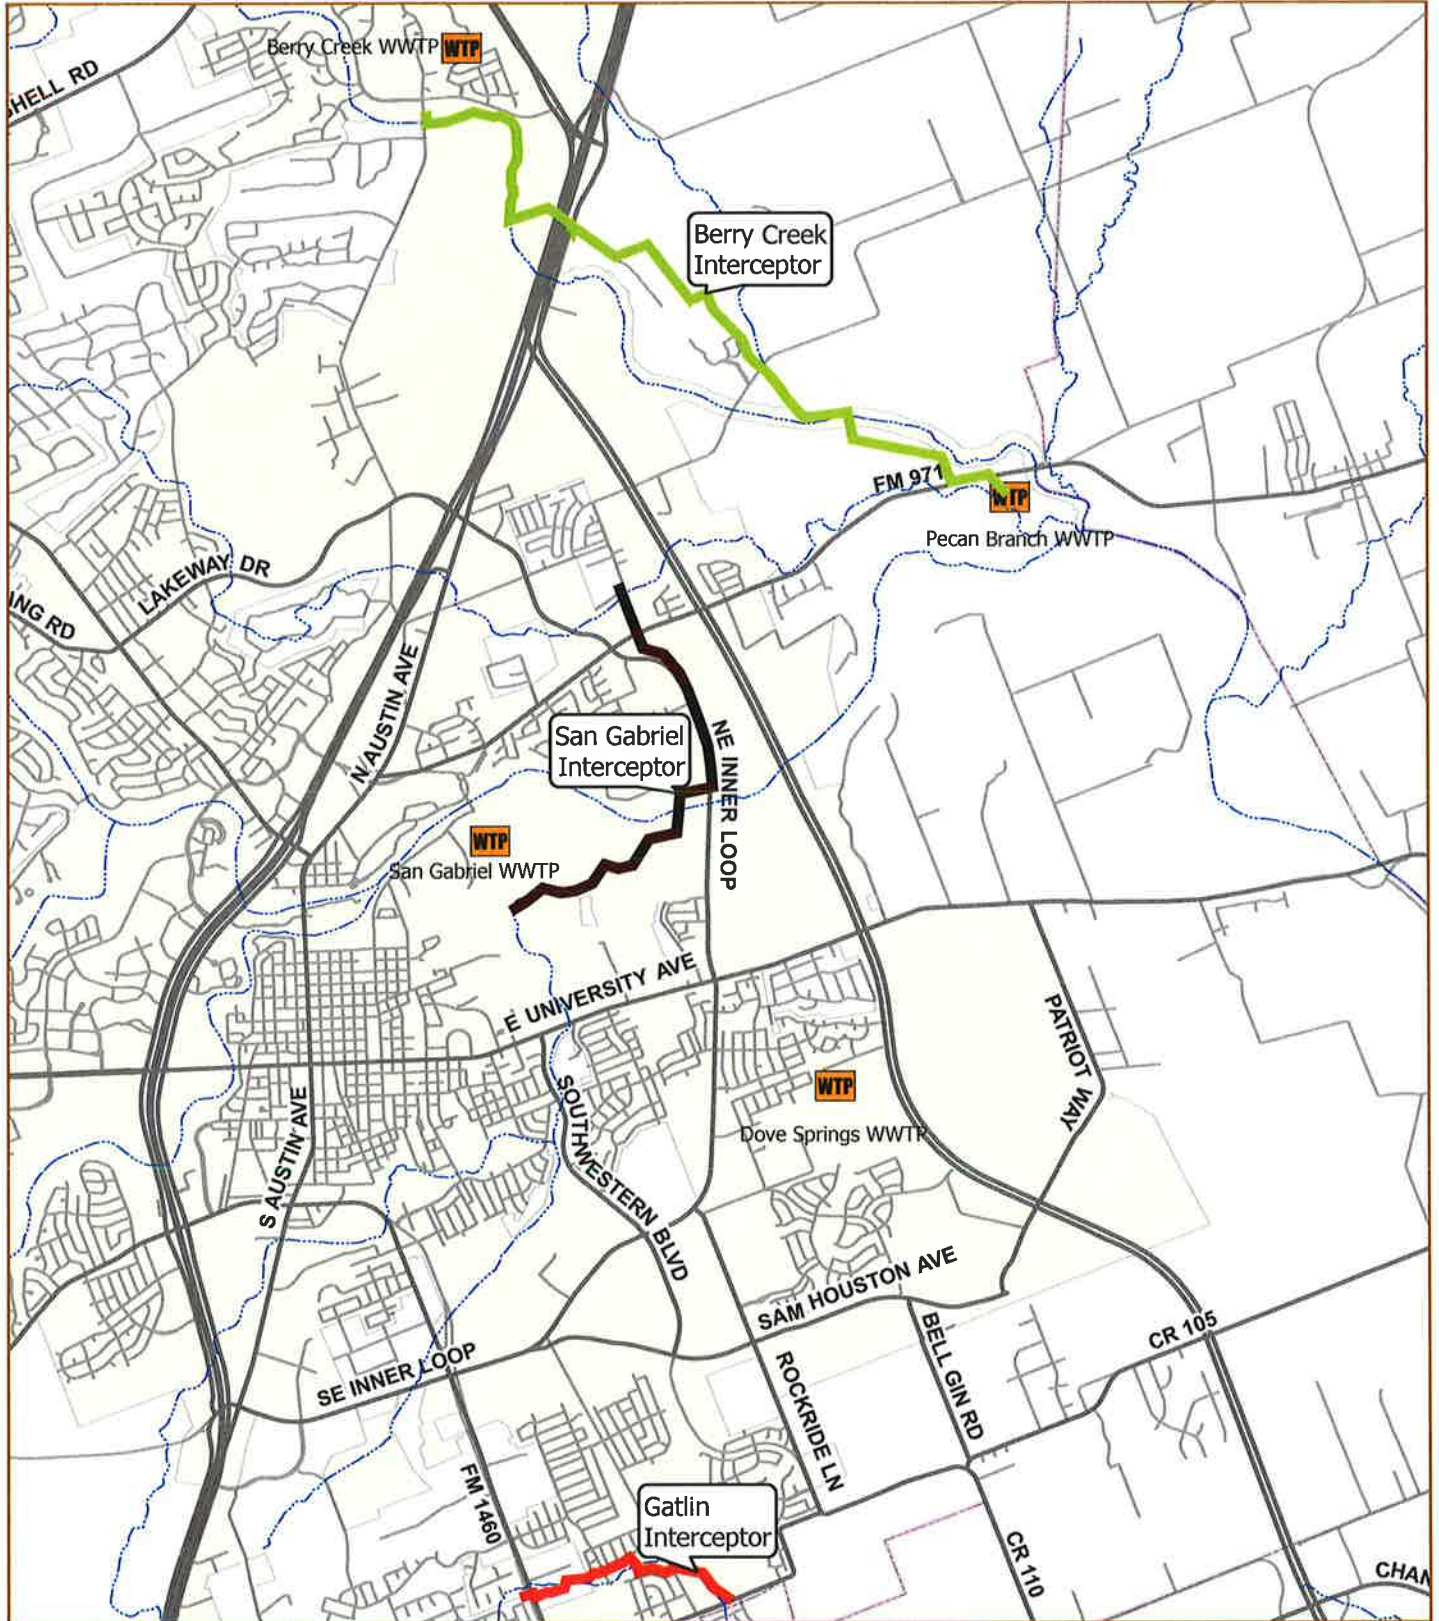 Berry Creek WWTP
WTP
SHELL RD
Berry Creek
Interceptor
FM 971
WTP
Pecan Branch WWTP
LAKEWAY DR
ING RD
N AUSTIN AVE
San Gabriel
Interceptor
NE INNER LOOP
WTP
San Gabriel WWTP
E UNIVERSITY AVE
PATRIOT WAY
WTP
Dove Springs WWTP
SOUTHWESTERN BLVD
S AUSTIN AVE
SAM HOUSTON AVE
CR 105
BELL GIN RD
SE INNER LOOP
ROCKRIDE LN
FM 1460
Gatlin
Interceptor
CR 110
CHAN